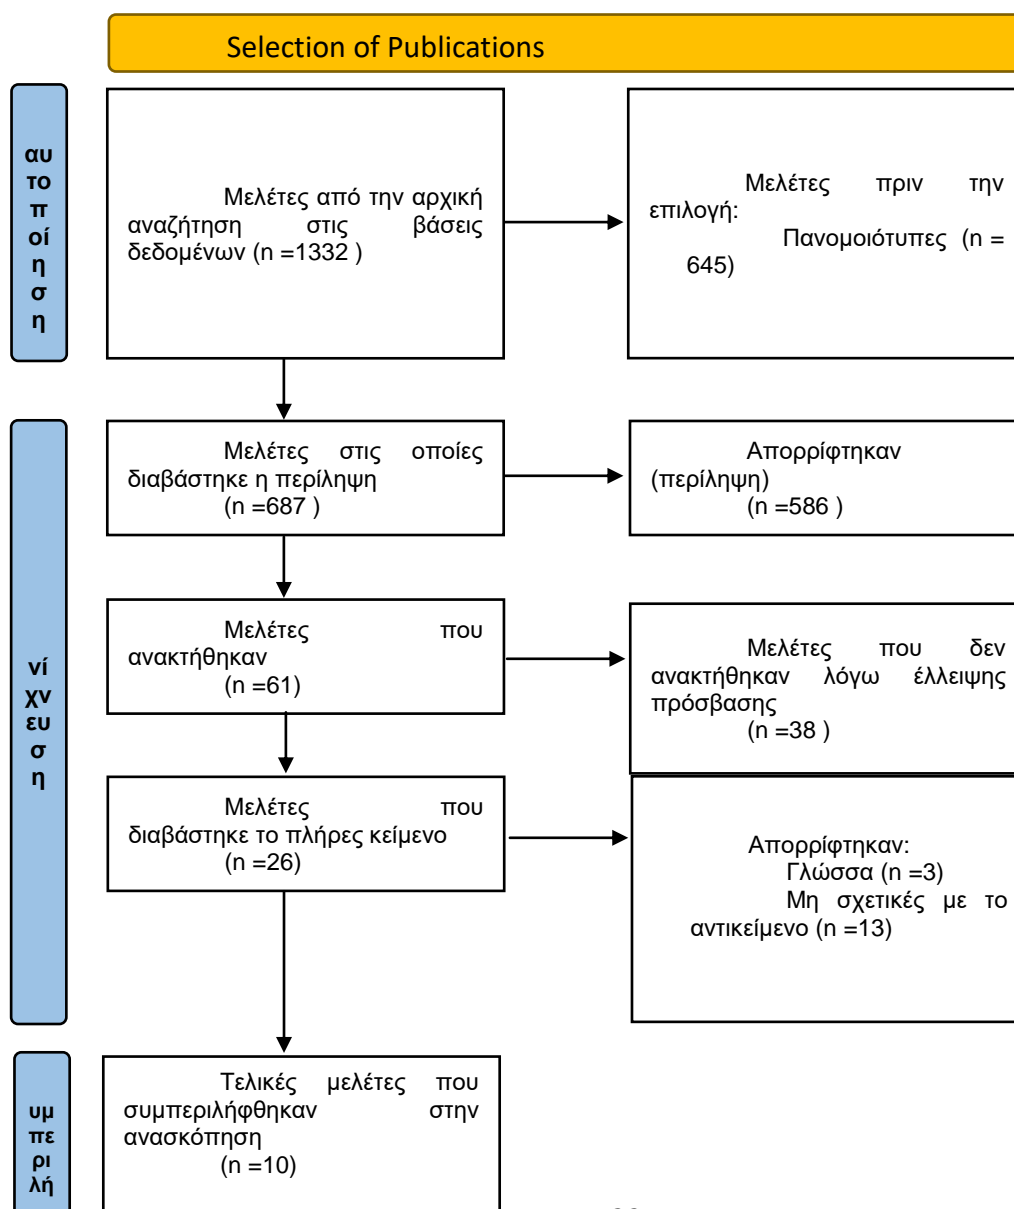 Selection of Publications
αυ
το
π
οί
η
σ
η
Μελέτες από την αρχική
αναζήτηση στις βάσεις
δεδομένων (n =1332 )
Μελέτες πριν την
επιλογή:
Πανομοιότυπες (n =
645)
νί
χν
ευ
σ
η
Μελέτες στις οποίες
διαβάστηκε η περίληψη
(n =687 )
Απορρίφτηκαν
(περίληψη)
(n =586 )
Μελέτες που
ανακτήθηκαν
(n =61)
Μελέτες που δεν
ανακτήθηκαν λόγω έλλειψης
πρόσβασης
(n =38 )
Μελέτες που
διαβάστηκε το πλήρες κείμενο
(n =26)
Απορρίφτηκαν:
Γλώσσα (n =3)
Μη σχετικές με το
αντικείμενο (n =13)
υμ
πε
ρι
λή
Τελικές μελέτες που
συμπεριλήφθηκαν στην
ανασκόπηση
(n =10)